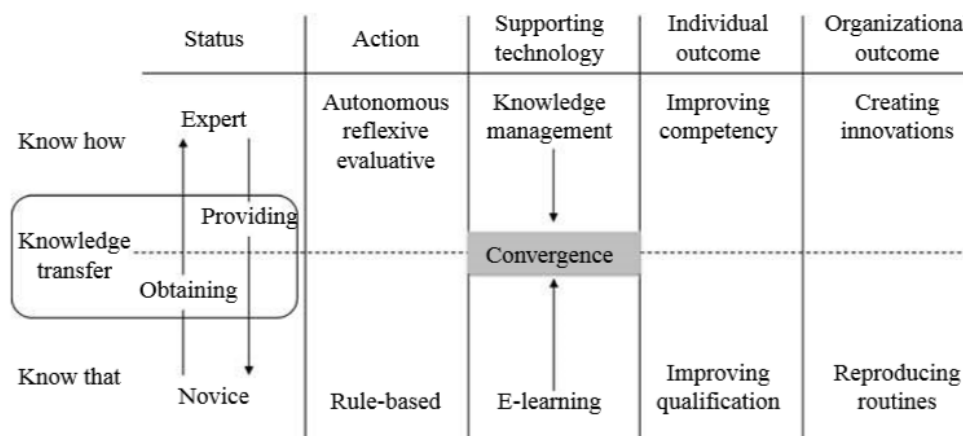 Status
Action
Supporting
technology
Individual
outcome
Organizationa
outcome
Know how
Expert
Autonomous
reflexive
evaluative
Knowledge
management
Improving
competency
Creating
innovations
Knowledge
transfer
Providing
Obtaining
Convergence
Know that
Novice
Rule-based
E-learning
Improving
qualification
Reproducing
routines